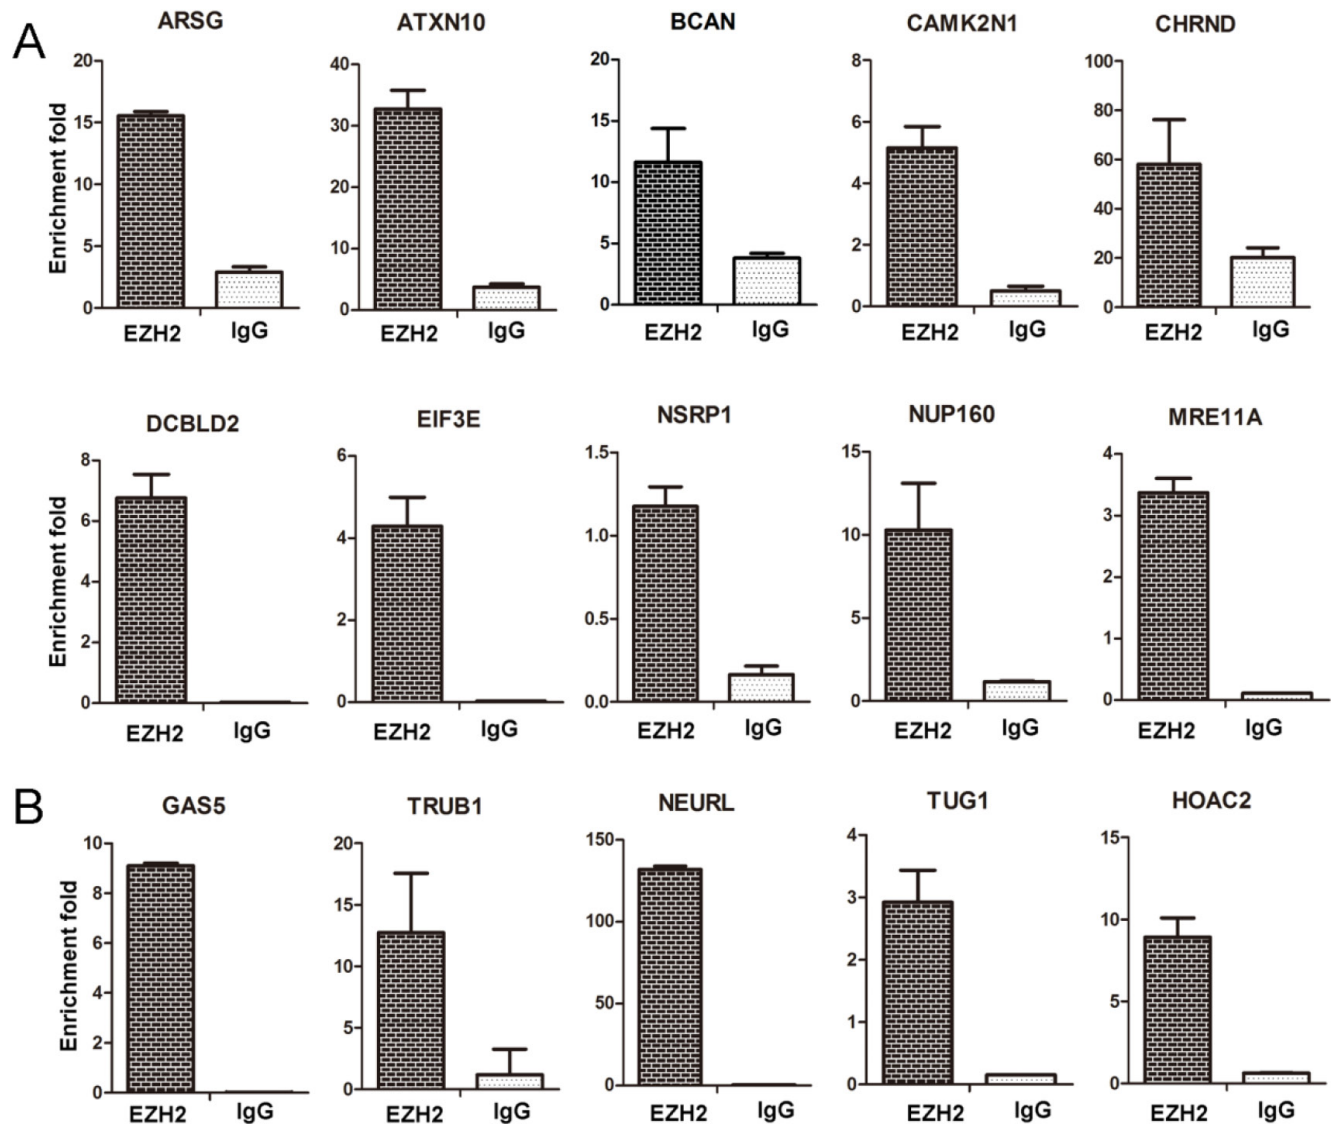 A
ARSG ATXN10 BCAN CAMK2N1 CHRND
Enrichment fold
20 15 10 5 0
40 30 20 10 0
20 15 10 5 0
8 6 4 2 0
100 80 60 40 20 0
EZH2 IgG EZH2 IgG EZH2 IgG EZH2 IgG EZH2 IgG
DCBLD2 EIF3E NSRP1 NUP160 MRE11A
Enrichment fold
8 6 4 2 0
6 4 2 0
1.5 1.0 0.5 0.0
15 10 5 0
4 3 2 1 0
EZH2 IgG EZH2 IgG EZH2 IgG EZH2 IgG EZH2 IgG
B
GAS5 TRUB1 NEURL TUG1 HOAC2
Enrichment fold
10 8 6 4 2 0
20 15 10 5 0
150 100 50 0
4 3 2 1 0
15 10 5 0
EZH2 IgG EZH2 IgG EZH2 IgG EZH2 IgG EZH2 IgG